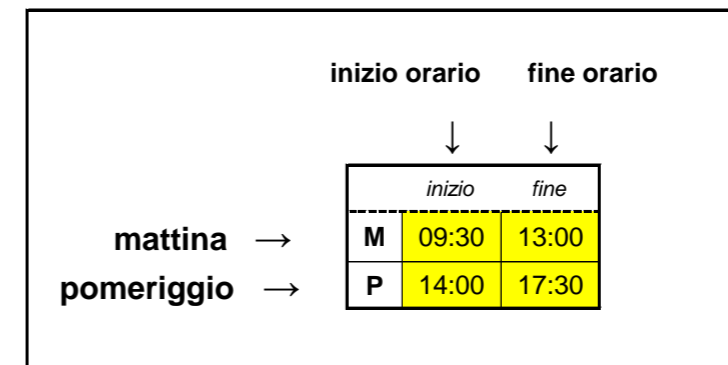 inizio orario fine orario
↓ ↓
inizio fine
mattina → M 09:30 13:00
pomeriggio → P 14:00 17:30